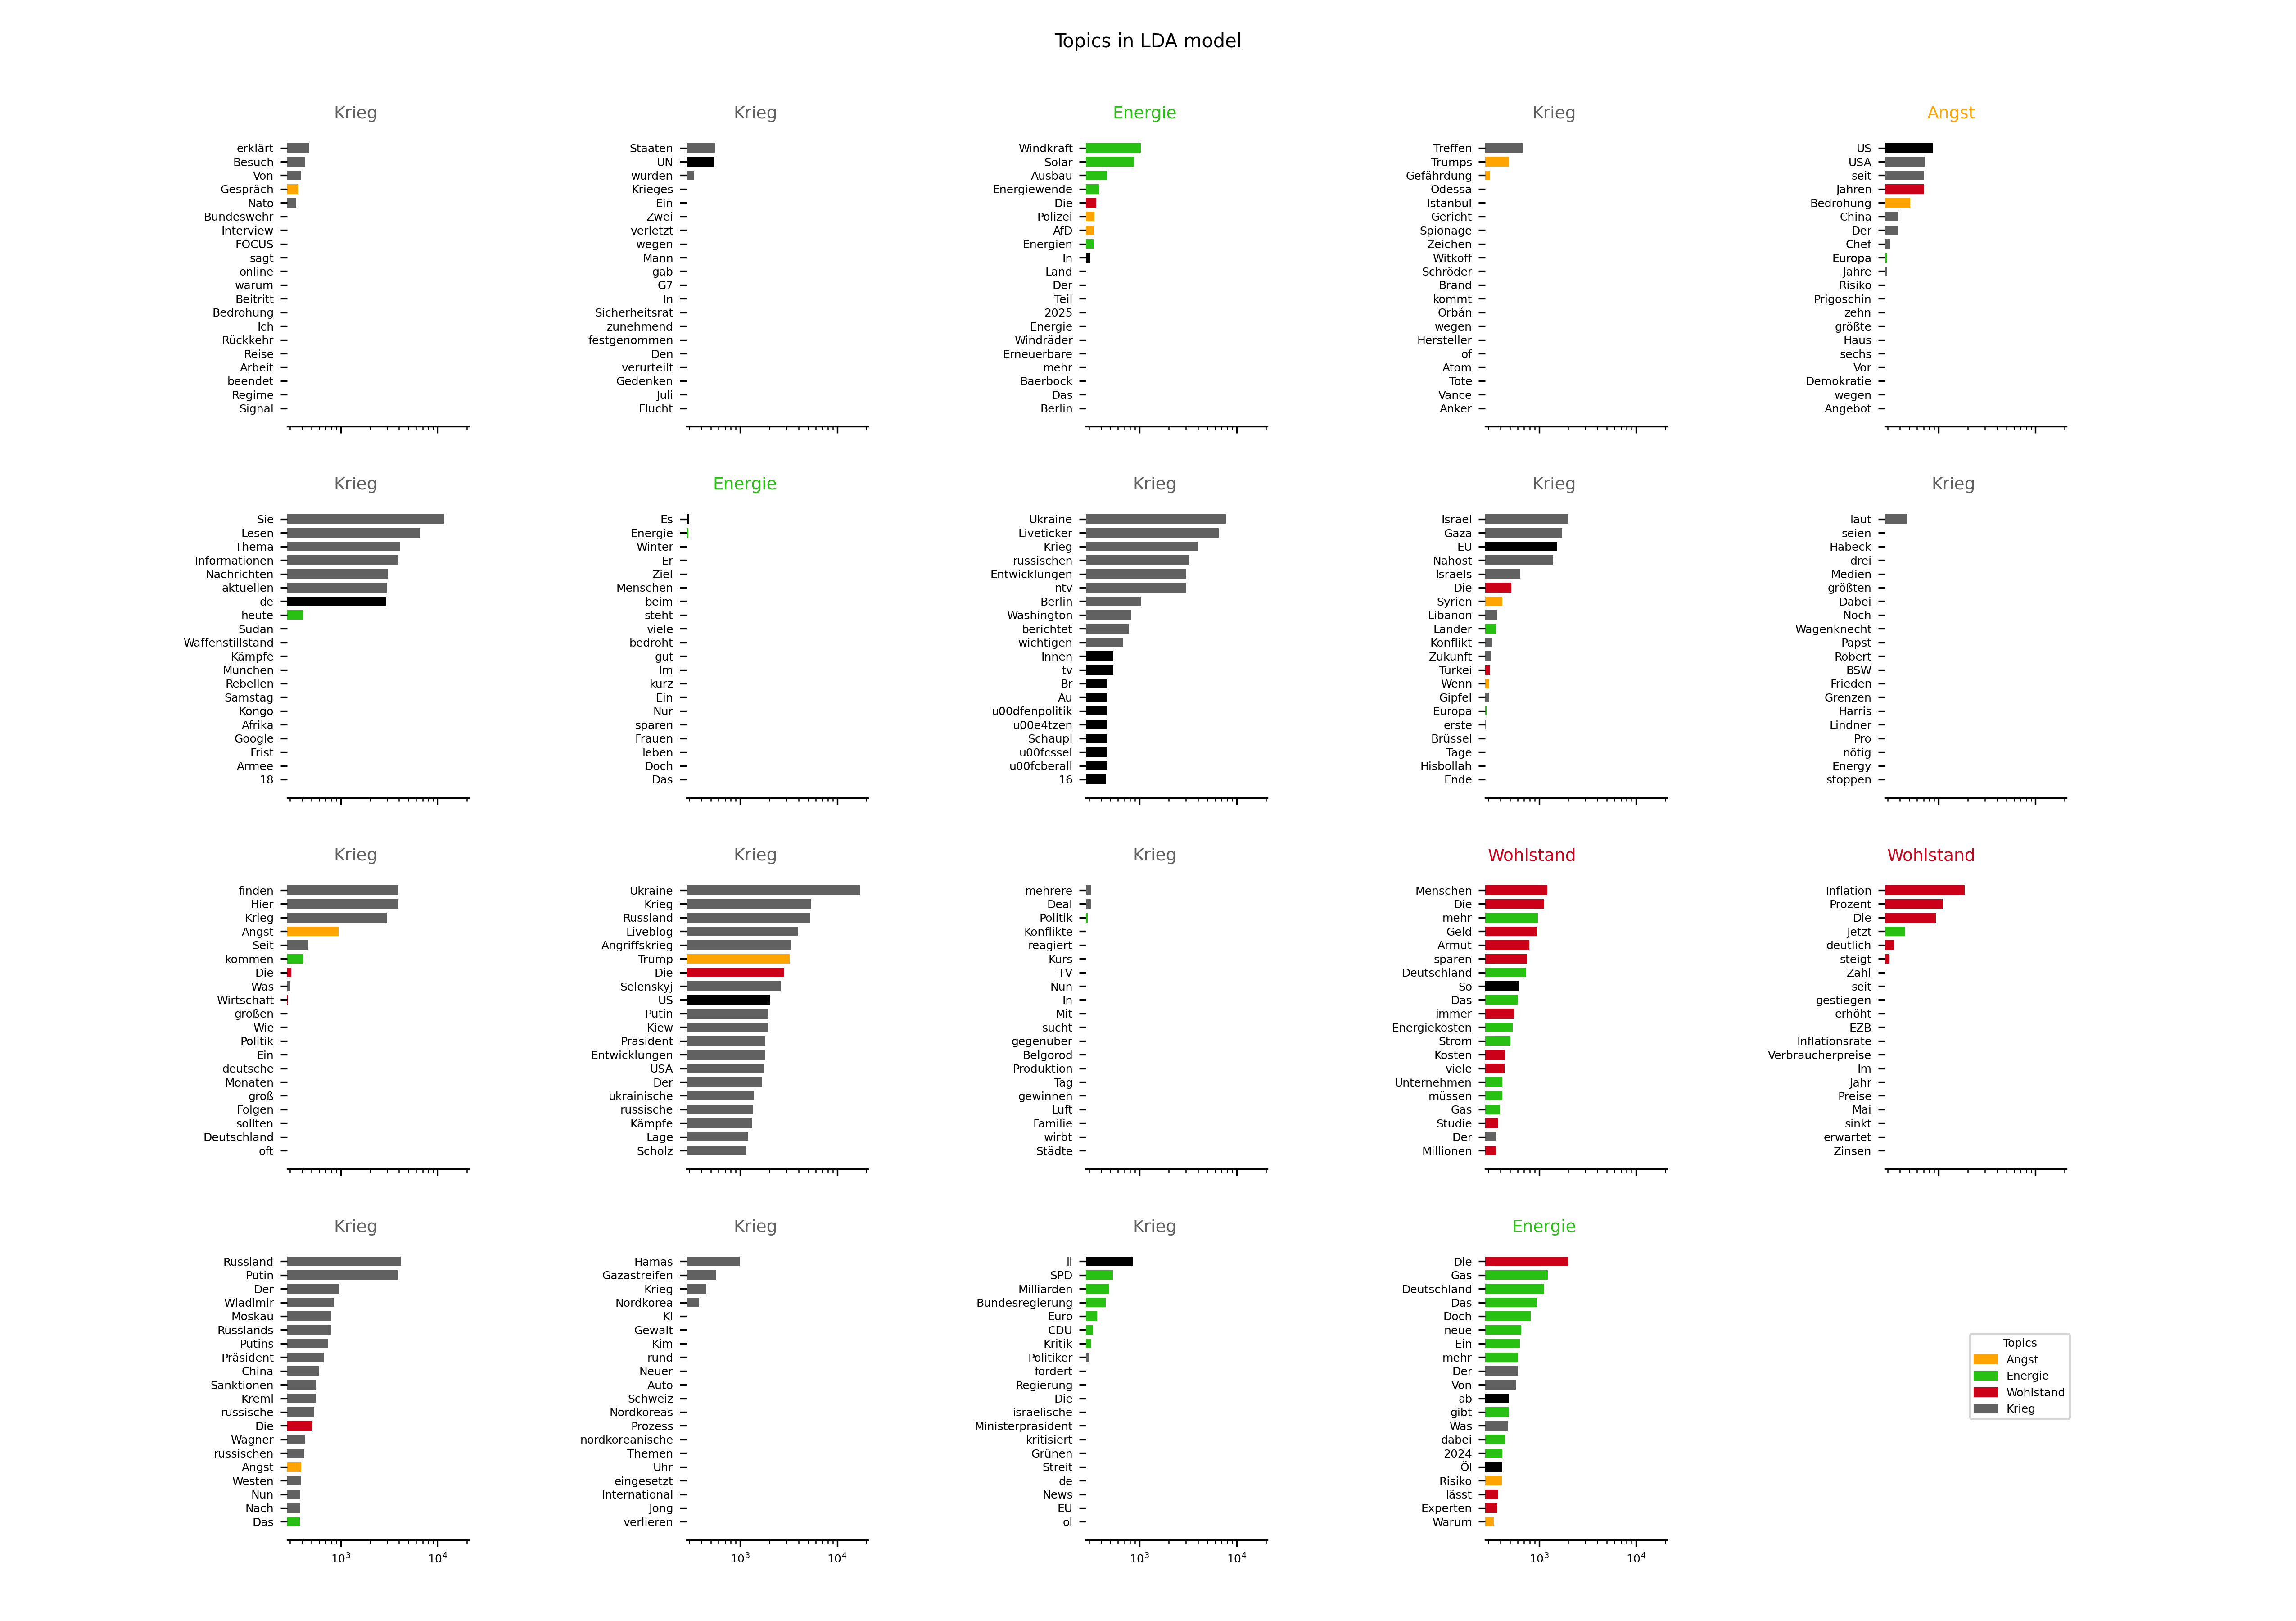 Topics in LDA model
Krieg
erklärt
Besuch
Von
Gespräch
Nato
Bundeswehr
Interview
FOCUS
sagt
online
warum
Beitritt
Bedrohung
Ich
Rückkehr
Reise
Arbeit
beendet
Regime
Signal
Krieg
Staaten
UN
wurden
Krieges
Ein
Zwei
verletzt
wegen
Mann
gab
G7
In
Sicherheitsrat
zunehmend
festgenommen
Den
verurteilt
Gedenken
Juli
Flucht
Energie
Windkraft
Solar
Ausbau
Energiewende
Die
Polizei
AfD
Energien
In
Land
Der
Teil
2025
Energie
Windräder
Erneuerbare
mehr
Baerbock
Das
Berlin
Krieg
Treffen
Trumps
Gefährdung
Odessa
Istanbul
Gericht
Spionage
Zeichen
Witkoff
Schröder
Brand
kommt
Orbán
wegen
Hersteller
of
Atom
Tote
Vance
Anker
Angst
US
USA
seit
Jahren
Bedrohung
China
Der
Chef
Europa
Jahre
Risiko
Prigoschin
zehn
größte
Haus
sechs
Vor
Demokratie
wegen
Angebot
Krieg
Sie
Lesen
Thema
Informationen
Nachrichten
aktuellen
de
heute
Sudan
Waffenstillstand
Kämpfe
München
Rebellen
Samstag
Kongo
Afrika
Google
Frist
Armee
18
Energie
Es
Energie
Winter
Er
Ziel
Menschen
beim
steht
viele
bedroht
gut
Im
kurz
Ein
Nur
sparen
Frauen
leben
Doch
Das
Krieg
Ukraine
Liveticker
Krieg
russischen
Entwicklungen
ntv
Berlin
Washington
berichtet
wichtigen
Innen
tv
Br
Au
u00dfenpolitik
u00e4tzen
Schaupl
u00fcssel
u00fcberall
16
Krieg
Israel
Gaza
EU
Nahost
Israels
Die
Syrien
Libanon
Länder
Konflikt
Zukunft
Türkei
Wenn
Gipfel
Europa
erste
Brüssel
Tage
Hisbollah
Ende
Krieg
laut
seien
Habeck
drei
Medien
größten
Dabei
Noch
Wagenknecht
Papst
Robert
BSW
Frieden
Grenzen
Harris
Lindner
Pro
nötig
Energy
stoppen
Krieg
finden
Hier
Krieg
Angst
Seit
kommen
Die
Was
Wirtschaft
großen
Wie
Politik
Ein
deutsche
Monaten
groß
Folgen
sollten
Deutschland
oft
Krieg
Ukraine
Krieg
Russland
Liveblog
Angriffskrieg
Trump
Die
Selenskyj
US
Putin
Kiew
Präsident
Entwicklungen
USA
Der
ukrainische
russische
Kämpfe
Lage
Scholz
Krieg
mehrere
Deal
Politik
Konflikte
reagiert
Kurs
TV
Nun
In
Mit
sucht
gegenüber
Belgorod
Produktion
Tag
gewinnen
Luft
Familie
wirbt
Städte
Wohlstand
Menschen
Die
mehr
Geld
Armut
sparen
Deutschland
So
Das
immer
Energiekosten
Strom
Kosten
viele
Unternehmen
müssen
Gas
Studie
Der
Millionen
Wohlstand
Inflation
Prozent
Die
Jetzt
deutlich
steigt
Zahl
seit
gestiegen
erhöht
EZB
Inflationsrate
Verbraucherpreise
Im
Jahr
Preise
Mai
sinkt
erwartet
Zinsen
Krieg
Russland
Putin
Der
Wladimir
Moskau
Russlands
Putins
Präsident
China
Sanktionen
Kreml
russische
Die
Wagner
russischen
Angst
Westen
Nun
Nach
Das
10³ 10⁴
Krieg
Hamas
Gazastreifen
Krieg
Nordkorea
KI
Gewalt
Kim
rund
Neuer
Auto
Schweiz
Nordkoreas
Prozess
nordkoreanische
Themen
Uhr
eingesetzt
International
Jong
verlieren
10³ 10⁴
Krieg
li
SPD
Milliarden
Bundesregierung
Euro
CDU
Kritik
Politiker
fordert
Regierung
Die
israelische
Ministerpräsident
kritisiert
Grünen
Streit
de
News
EU
ol
10³ 10⁴
Energie
Die
Gas
Deutschland
Das
Doch
neue
Ein
mehr
Der
Von
ab
gibt
Was
dabei
2024
Öl
Risiko
lässt
Experten
Warum
10³ 10⁴
Topics
Angst
Energie
Wohlstand
Krieg